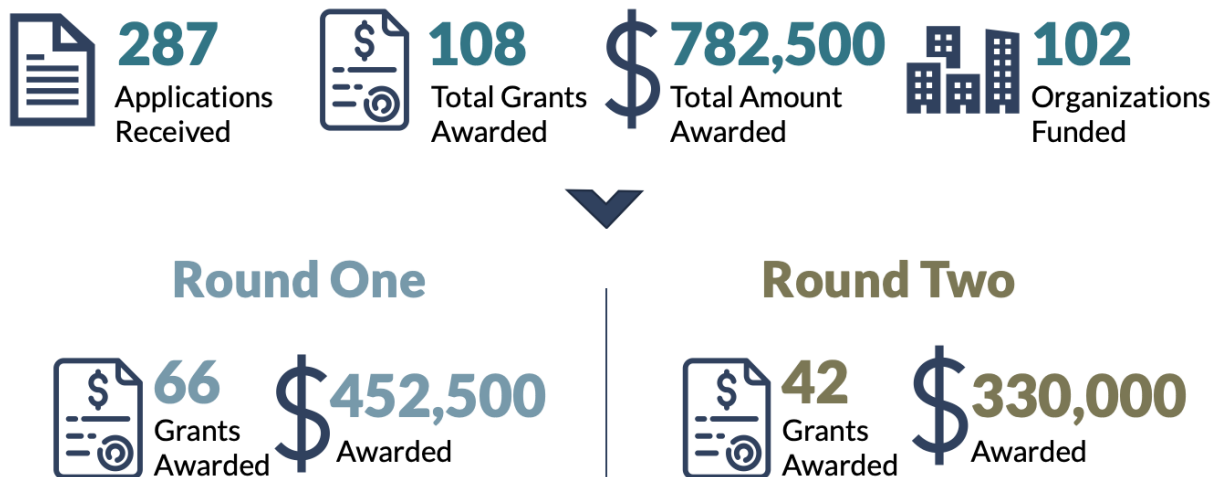 287
Applications
Received
$
108
Total Grants
Awarded
$782,500
Total Amount
Awarded
102
Organizations
Funded
Round One
$
66
Grants
Awarded
$452,500
Awarded
Round Two
$
42
Grants
Awarded
$330,000
Awarded